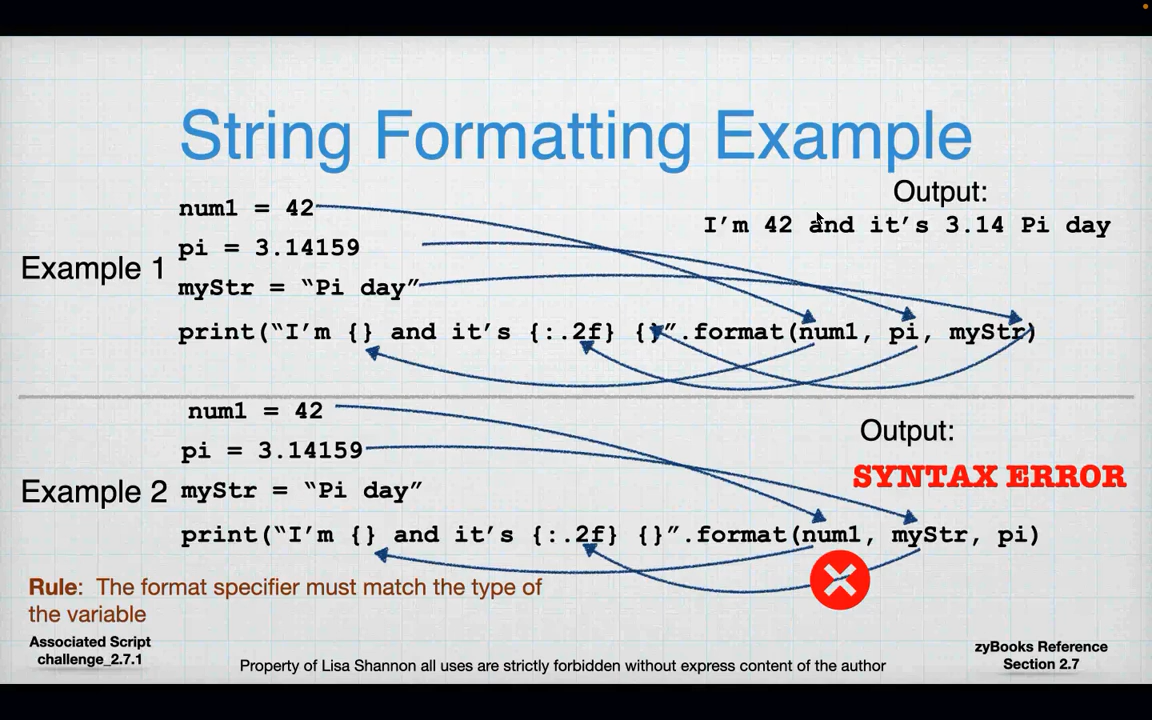 String Formatting Example
Output:
I’m 42 and it’s 3.14 Pi day
Example 1
num1 = 42
pi = 3.14159
myStr = “Pi day”
print(“I’m {} and it’s {:.2f} {}”.format(num1, pi, myStr)
Example 2
num1 = 42
pi = 3.14159
myStr = “Pi day”
print(“I’m {} and it’s {:.2f} {}”.format(num1, myStr, pi)
Output:
SYNTAX ERROR
Rule: The format specifier must match the type of
the variable
Associated Script
challenge_2.7.1
Property of Lisa Shannon all uses are strictly forbidden without express content of the author
zyBooks Reference
Section 2.7